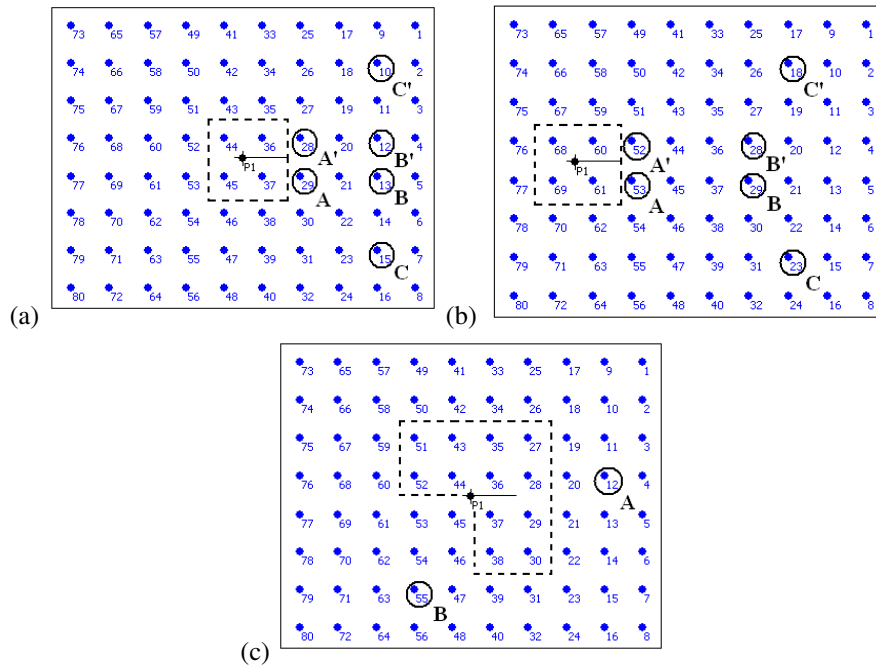 73 65 57 49 41 33 25 17 9 1
74 66 58 50 42 34 26 18 10 2
C'
75 67 59 51 43 35 27 19 11 3
76 68 60 52 44 36 28 20 12 4
P1 A' B'
77 69 61 53 45 37 29 21 13 5
A B
78 70 62 54 46 38 30 22 14 6
79 71 63 55 47 39 31 23 15 7
C
80 72 64 56 48 40 32 24 16 8
(a)
73 65 57 49 41 33 25 17 9 1
74 66 58 50 42 34 26 18 10 2
C'
75 67 59 51 43 35 27 19 11 3
76 68 60 52 44 36 28 20 12 4
P1 A' B'
77 69 61 53 45 37 29 21 13 5
A B
78 70 62 54 46 38 30 22 14 6
79 71 63 55 47 39 31 23 15 7
C
80 72 64 56 48 40 32 24 16 8
(b)
73 65 57 49 41 33 25 17 9 1
74 66 58 50 42 34 26 18 10 2
75 67 59 51 43 35 27 19 11 3
76 68 60 52 44 36 28 20 12 4
A
P1
77 69 61 53 45 37 29 21 13 5
78 70 62 54 46 38 30 22 14 6
79 71 63 55 47 39 31 23 15 7
B
80 72 64 56 48 40 32 24 16 8
(c)